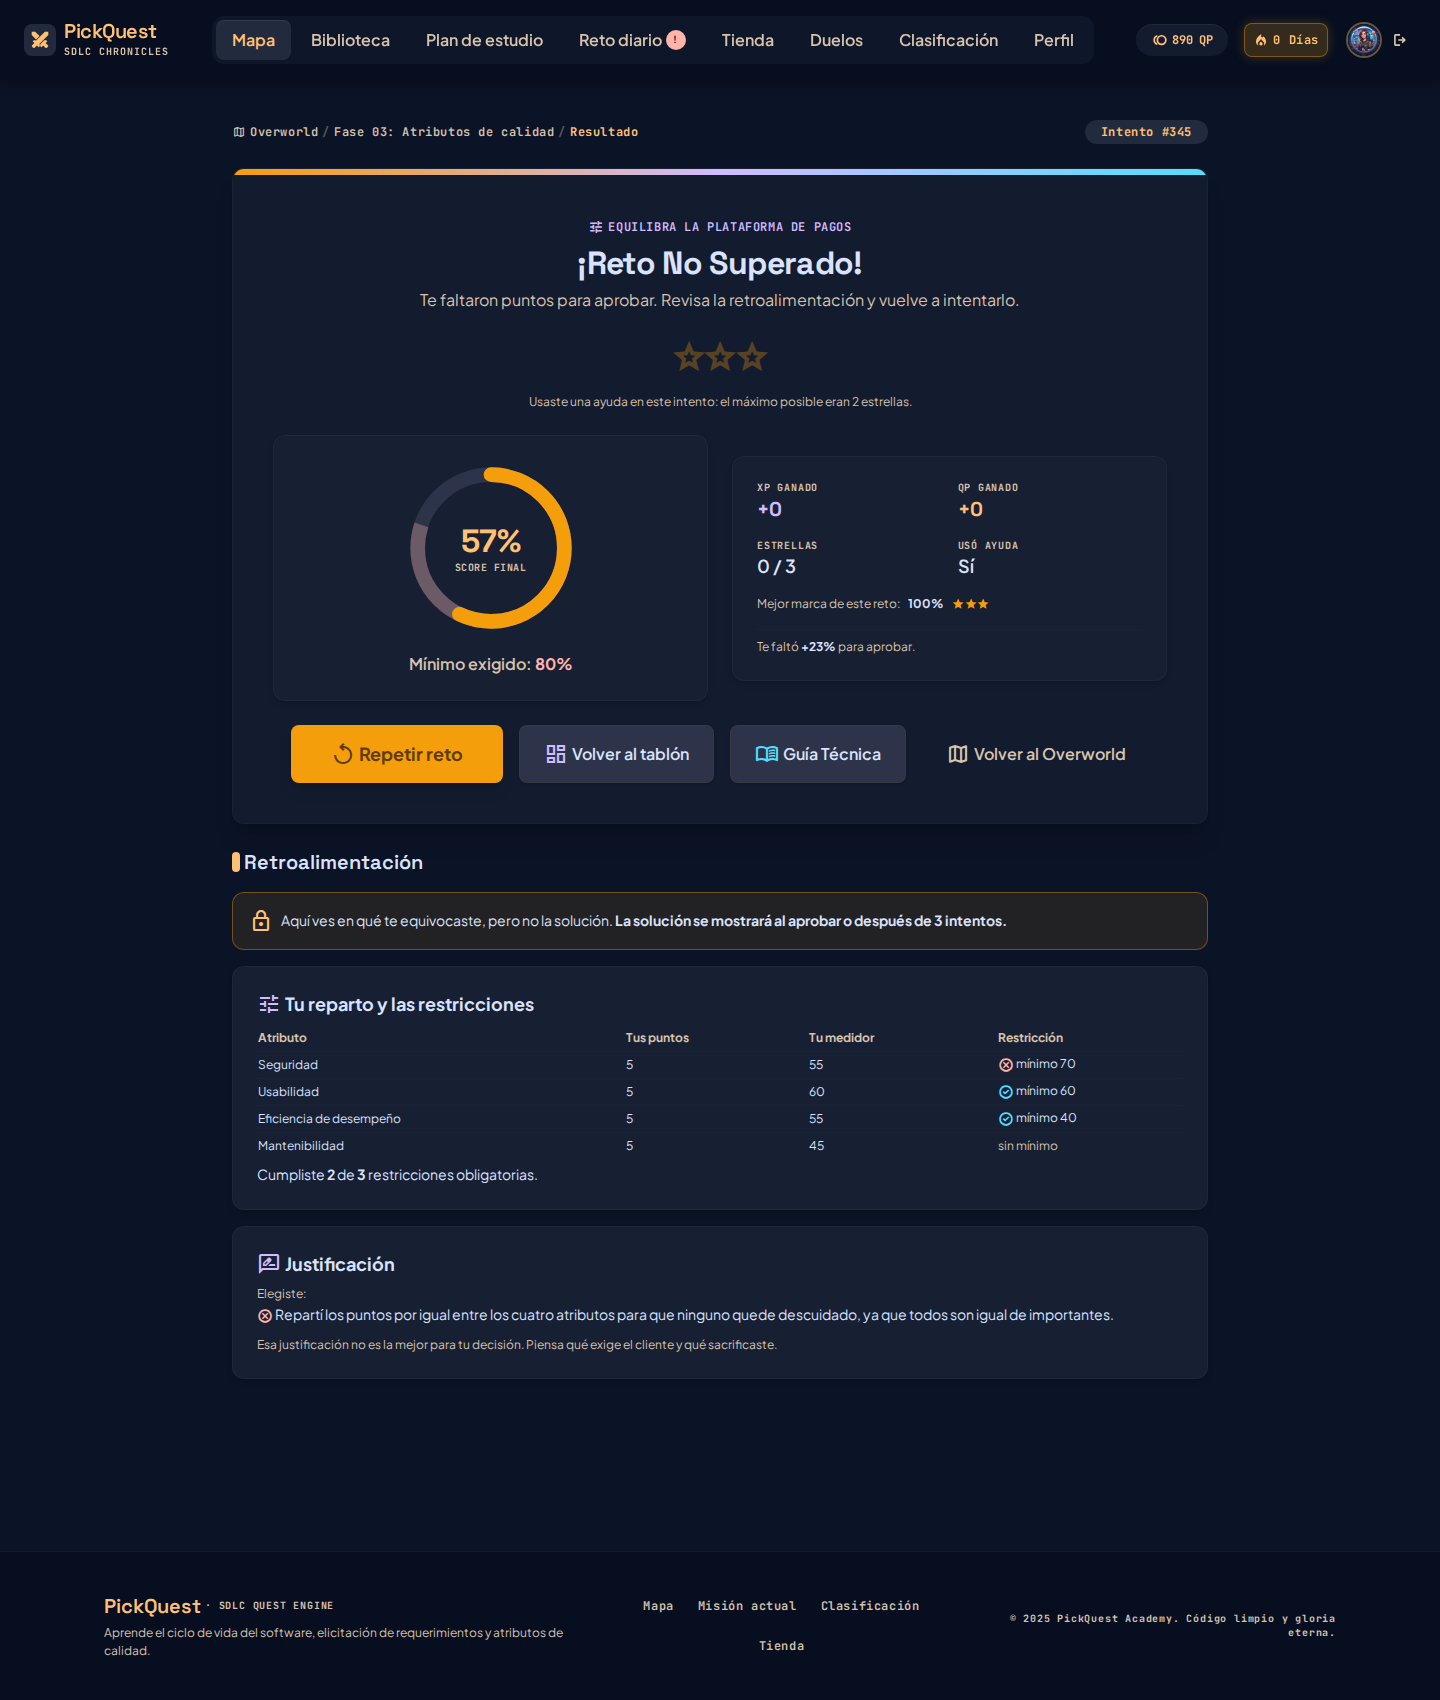 PickQuest
SDLC CHRONICLES
Mapa
Biblioteca
Plan de estudio
Reto diario !
Tienda
Duelos
Clasificación
Perfil
890 QP
0 Días
Overworld / Fase 03: Atributos de calidad / Resultado
Intento #345
EQUILIBRA LA PLATAFORMA DE PAGOS
¡Reto No Superado!
Te faltaron puntos para aprobar. Revisa la retroalimentación y vuelve a intentarlo.
Usaste una ayuda en este intento: el máximo posible eran 2 estrellas.
57%
SCORE FINAL
Mínimo exigido: 80%
XP GANADO
+0
QP GANADO
+0
ESTRELLAS
0 / 3
USÓ AYUDA
Sí
Mejor marca de este reto: 100%
Te faltó +23% para aprobar.
Repetir reto
Volver al tablón
Guía Técnica
Volver al Overworld
Retroalimentación
Aquí ves en qué te equivocaste, pero no la solución. La solución se mostrará al aprobar o después de 3 intentos.
Tu reparto y las restricciones
Atributo Tus puntos Tu medidor Restricción
Seguridad 5 55 mínimo 70
Usabilidad 5 60 mínimo 60
Eficiencia de desempeño 5 55 mínimo 40
Mantenibilidad 5 45 sin mínimo
Cumpliste 2 de 3 restricciones obligatorias.
Justificación
Elegiste:
Repartí los puntos por igual entre los cuatro atributos para que ninguno quede descuidado, ya que todos son igual de importantes.
Esa justificación no es la mejor para tu decisión. Piensa qué exige el cliente y qué sacrificaste.
PickQuest · SDLC QUEST ENGINE
Aprende el ciclo de vida del software, elicitación de requerimientos y atributos de
calidad.
Mapa Misión actual Clasificación
Tienda
© 2025 PickQuest Academy. Código limpio y gloria
eterna.